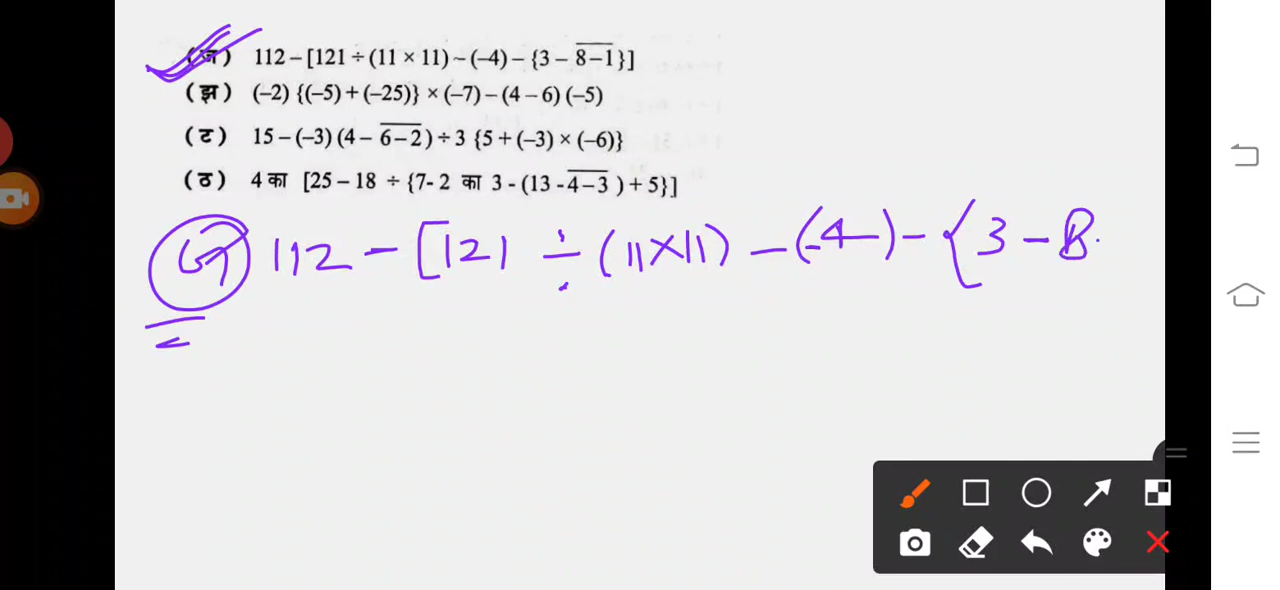 (ज) 112 – [121 ÷ (11 × 11) – (–4) – {3 – 8̅ ̅–̅ ̅1̅}]
(झ) (–2) {(–5) + (–25)} × (–7) – (4 – 6) (–5)
(ट) 15 – (–3) (4 – 6̅ ̅–̅ ̅2̅) ÷ 3 {5 + (–3) × (–6)}
(ठ) 4 का [25 – 18 ÷ {7- 2 का 3 - (13 - 4̅ ̅–̅ ̅3̅) + 5}]
ज 112 – [121 ÷ (11×11) – (-4) – {3 – 8